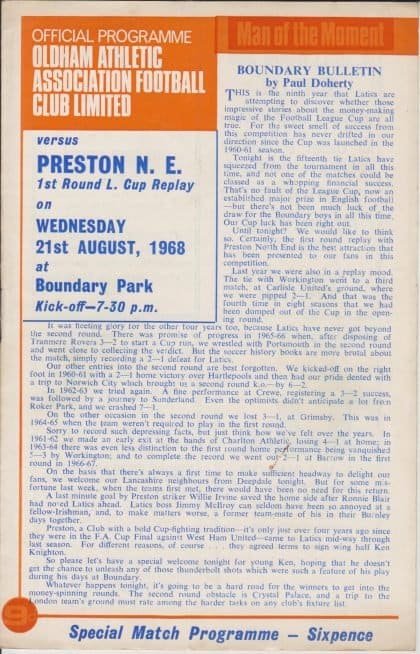 OFFICIAL PROGRAMME
OLDHAM ATHLETIC
ASSOCIATION FOOTBALL
CLUB LIMITED
versus
PRESTON N. E.
1st Round L. Cup Replay
on
WEDNESDAY
21st AUGUST, 1968
at
Boundary Park
Kick-off—7-30 p.m.
Man of the Moment
BOUNDARY BULLETIN
by Paul Doherty
THIS is the ninth year that Latics are
attempting to discover whether those
impressive stories about the money-making
magic of the Football League Cup are all
true. For the sweet smell of success from
this competition has never drifted in our
direction since the Cup was launched in the
1960-61 season.
Tonight is the fifteenth tie Latics have
squeezed from the tournament in all this
time, and not one of the matches could be
classed as a whopping financial success.
That's no fault of the League Cup, now an
established major prize in English football
—but there's not been much luck of the
draw for the Boundary boys in all this time.
Our Cup luck has been right out.
Until tonight? We would like to think
so. Certainly, the first round replay with
Preston North End is the best attraction that
has been presented to our fans in this
competition.
Last year we were also in a replay mood.
The tie with Workington went to a third
match, at Carlisle United's ground, where
we were pipped 2—1. And that was the
fourth time in eight seasons that we had
been dumped out of the Cup in the open-
ing round.
It was fleeting glory for the other four years too, because Latics have never got beyond
the second round. There was promise of progress in 1965-66 when, after disposing of
Tranmere Rovers 3—2 to start a Cup run, we wrestled with Portsmouth in the second round
and went close to collecting the verdict. But the soccer history books are more brutal about
the match, simply recording a 2—1 defeat for Latics.
Our other entries into the second round are best forgotten. We kicked-off on the right
foot in 1960-61 with a 2—1 home victory over Hartlepools and then had our pride dented with
a trip to Norwich City which brought us a second round k.o.—by 6—2.
In 1962-63 we tried again. A fine performance at Crewe, registering a 3—2 success,
was followed by a journey to Sunderland. Even the optimists didn't anticipate a lot from
Roker Park, and we crashed 7—1.
On the other occasion in the second round we lost 3—1, at Grimsby. This was in
1964-65 when the team weren't required to play in the first round.
Sorry to record such depressing facts, but just think how we've felt over the years. In
1961-62 we made an early exit at the hands of Charlton Athletic, losing 4—1 at home; in
1963-64 there was even less distinction to the first round home performance being vanquished
5—3 by Workington; and to complete the record we went out 2—1 at Barrow in the first
round in 1966-67.
On the basis that there's always a first time to make sufficient headway to delight our
fans, we welcome our Lancashire neighbours from Deepdale tonight. But for some mis-
fortune last week, when the teams first met, there would have been no need for this return.
A last minute goal by Preston striker Willie Irvine saved the home side after Ronnie Blair
had nosed Latics ahead. Latics boss Jimmy McIlroy can seldom have been so annoyed at a
fellow-Irishman, and, to make matters worse, a former team-mate of his in their Burnley
days together.
Preston, a Club with a bold Cup-fighting tradition—it's only just over four years ago since
they were in the F.A. Cup Final against West Ham United—came to Latics mid-way through
last season. For different reasons, of course . . . they agreed terms to sign wing half Ken
Knighton.
So please let's have a special welcome tonight for young Ken, hoping that he doesn't
get the chance to unleash any of those thunderbolt shots which were such a feature of his play
during his days at Boundary.
Whatever happens tonight, it's going to be a hard road for the winners to get into the
money-spinning rounds. The second round obstacle is Crystal Palace, and a trip to the
London team's ground must rate among the harder tasks on any club's fixture list.
Special Match Programme – Sixpence